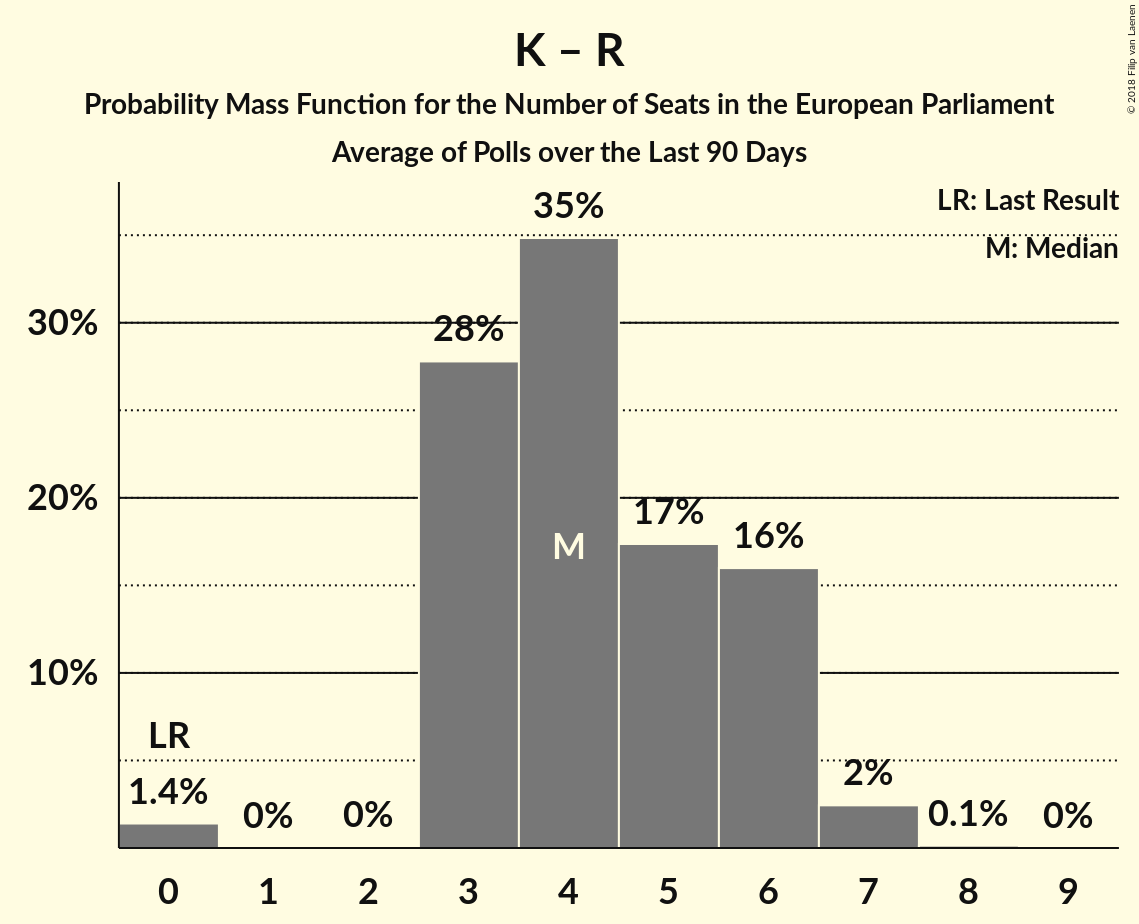 K – R
Probability Mass Function for the Number of Seats in the European Parliament
Average of Polls over the Last 90 Days
© 2018 Filip van Laenen
LR: Last Result
M: Median
35%
30%
28%
20%
17%
16%
M
10%
LR
1.4%
0%
0%
2%
0.1%
0%
0 1 2 3 4 5 6 7 8 9